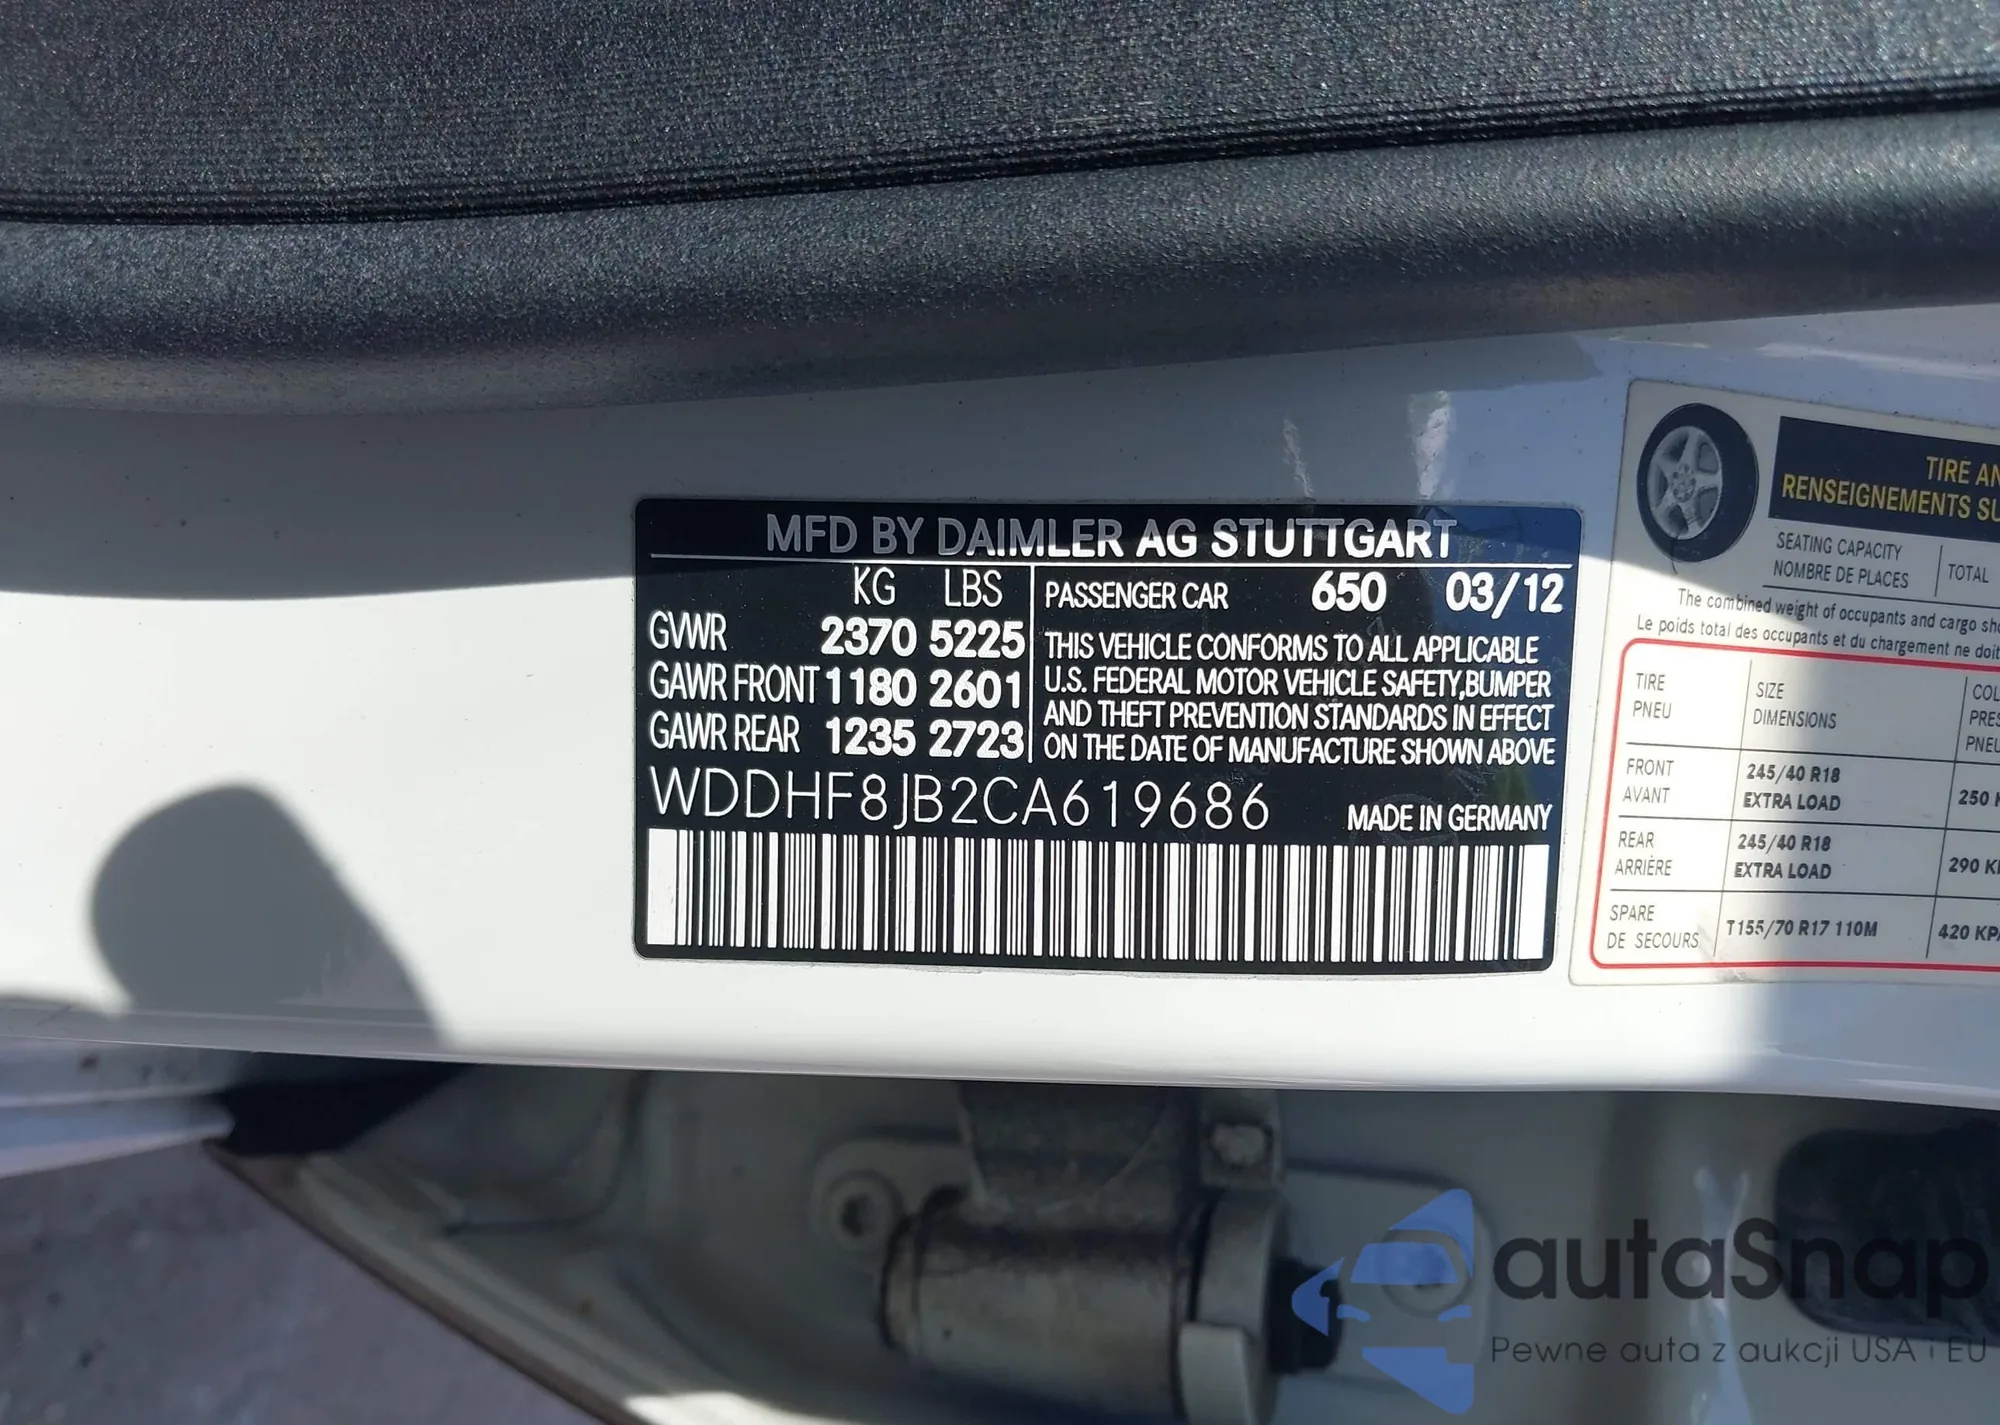 MFD BY DAIMLER AG STUTTGART
KG LBS
GVWR 2370 5225
GAWR FRONT 1180 2601
GAWR REAR 1235 2723
PASSENGER CAR 650 03/12
THIS VEHICLE CONFORMS TO ALL APPLICABLE
U.S. FEDERAL MOTOR VEHICLE SAFETY,BUMPER
AND THEFT PREVENTION STANDARDS IN EFFECT
ON THE DATE OF MANUFACTURE SHOWN ABOVE
WDDHF8JB2CA619686
MADE IN GERMANY
TIRE
RENSEIGNEMENTS
SEATING CAPACITY
NOMBRE DE PLACES
TOTAL
The combined weight of occupants and cargo
Le poids total des occupants et du chargement ne doit
TIRE
PNEU
SIZE
DIMENSIONS
FRONT
AVANT
245/40 R18
EXTRA LOAD
250
REAR
ARRIÈRE
245/40 R18
EXTRA LOAD
290
SPARE
DE SECOURS
T155/70 R17 110M
420
autaSnap
Pewne auta z aukcji USA i EU